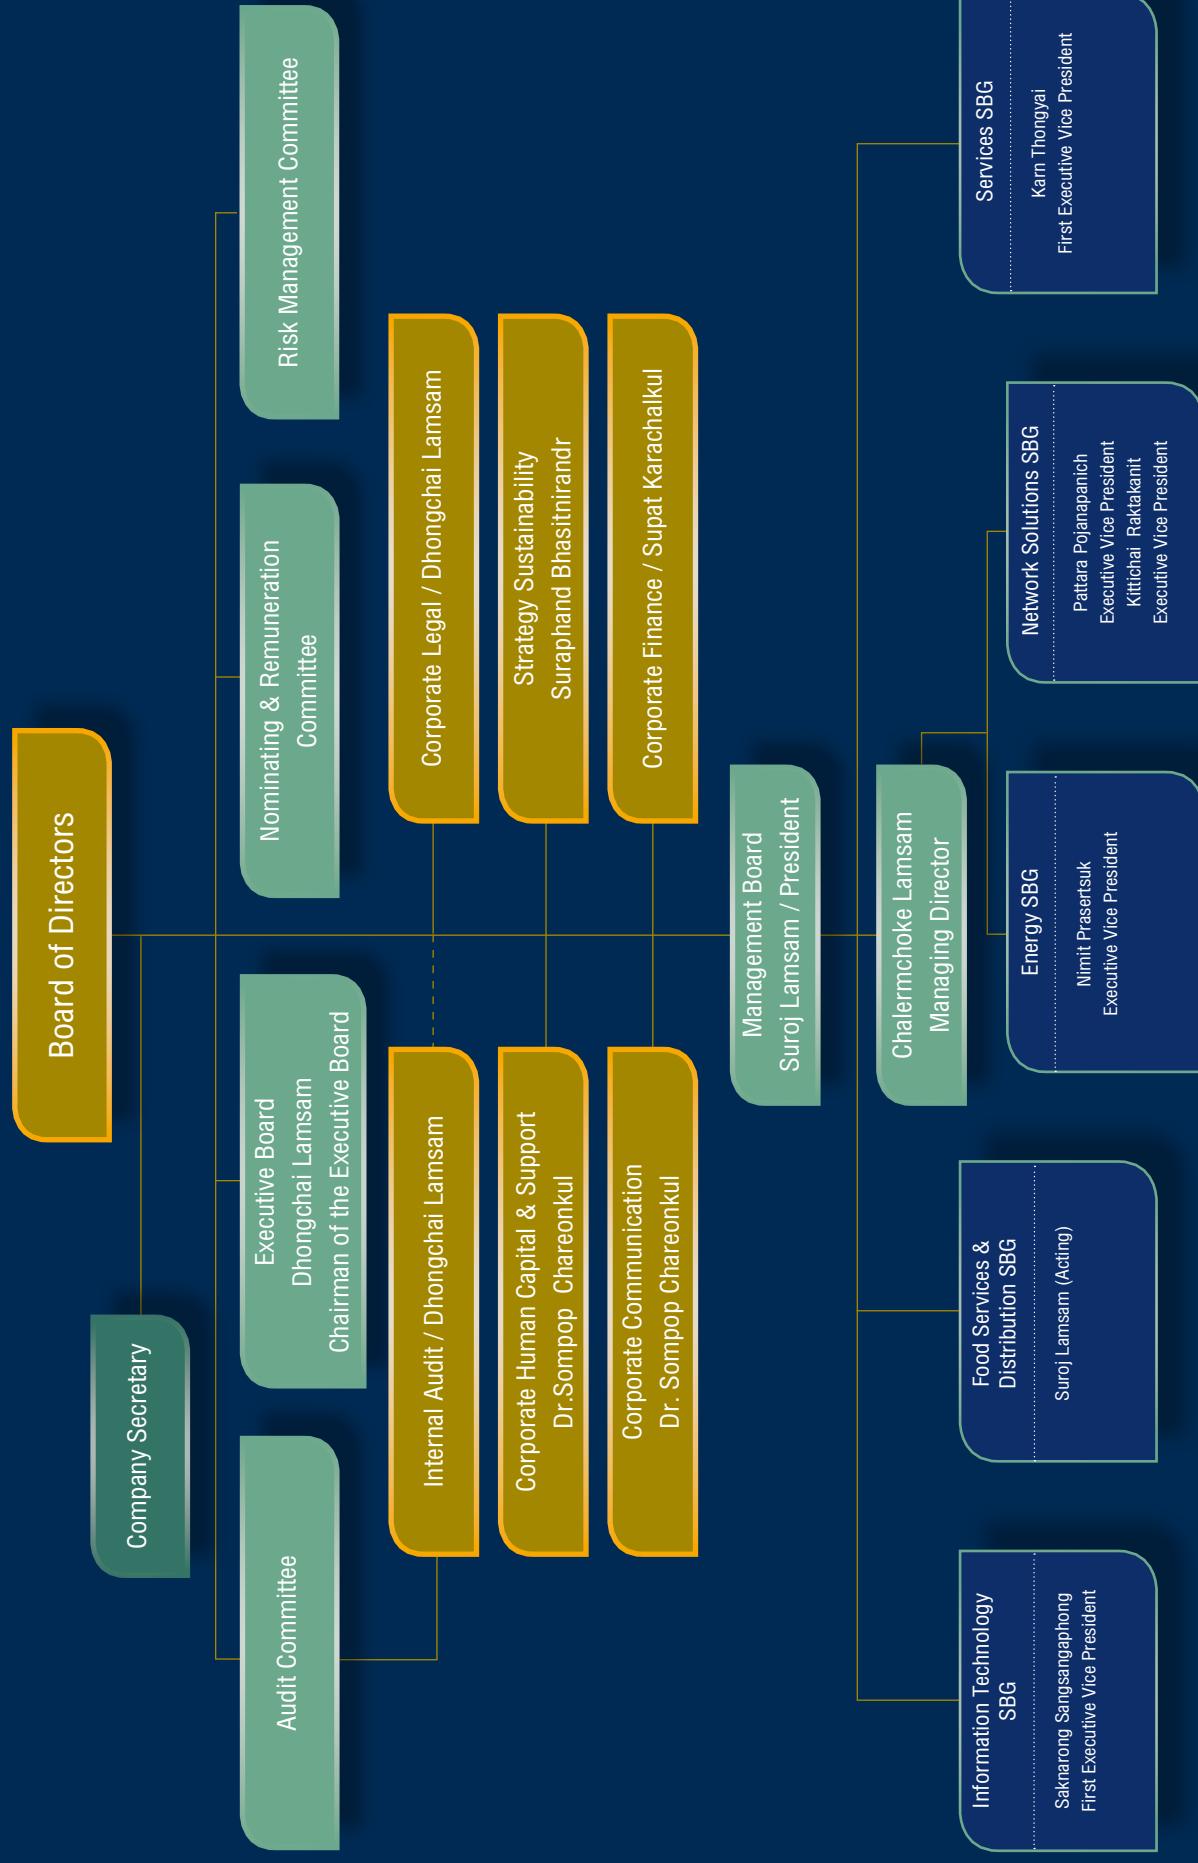 Board of Directors
Company Secretary
Audit Committee
Executive Board
Dhongchai Lamsam
Chairman of the Executive Board
Nominating & Remuneration
Committee
Risk Management Committee
Internal Audit / Dhongchai Lamsam
Corporate Legal / Dhongchai Lamsam
Corporate Human Capital & Support
Dr.Sompop Chareonkul
Strategy Sustainability
Suraphand Bhasitnirandr
Corporate Communication
Dr. Sompop Chareonkul
Corporate Finance / Supat Karachalkul
Management Board
Suroj Lamsam / President
Chalermchoke Lamsam
Managing Director
Information Technology
SBG
Saknarong Sangsangaphong
First Executive Vice President
Food Services &
Distribution SBG
Suroj Lamsam (Acting)
Energy SBG
Nimit Prasertsuk
Executive Vice President
Network Solutions SBG
Pattara Pojanapanich
Executive Vice President
Kittichai Raktakanit
Executive Vice President
Services SBG
Karn Thongyai
First Executive Vice President